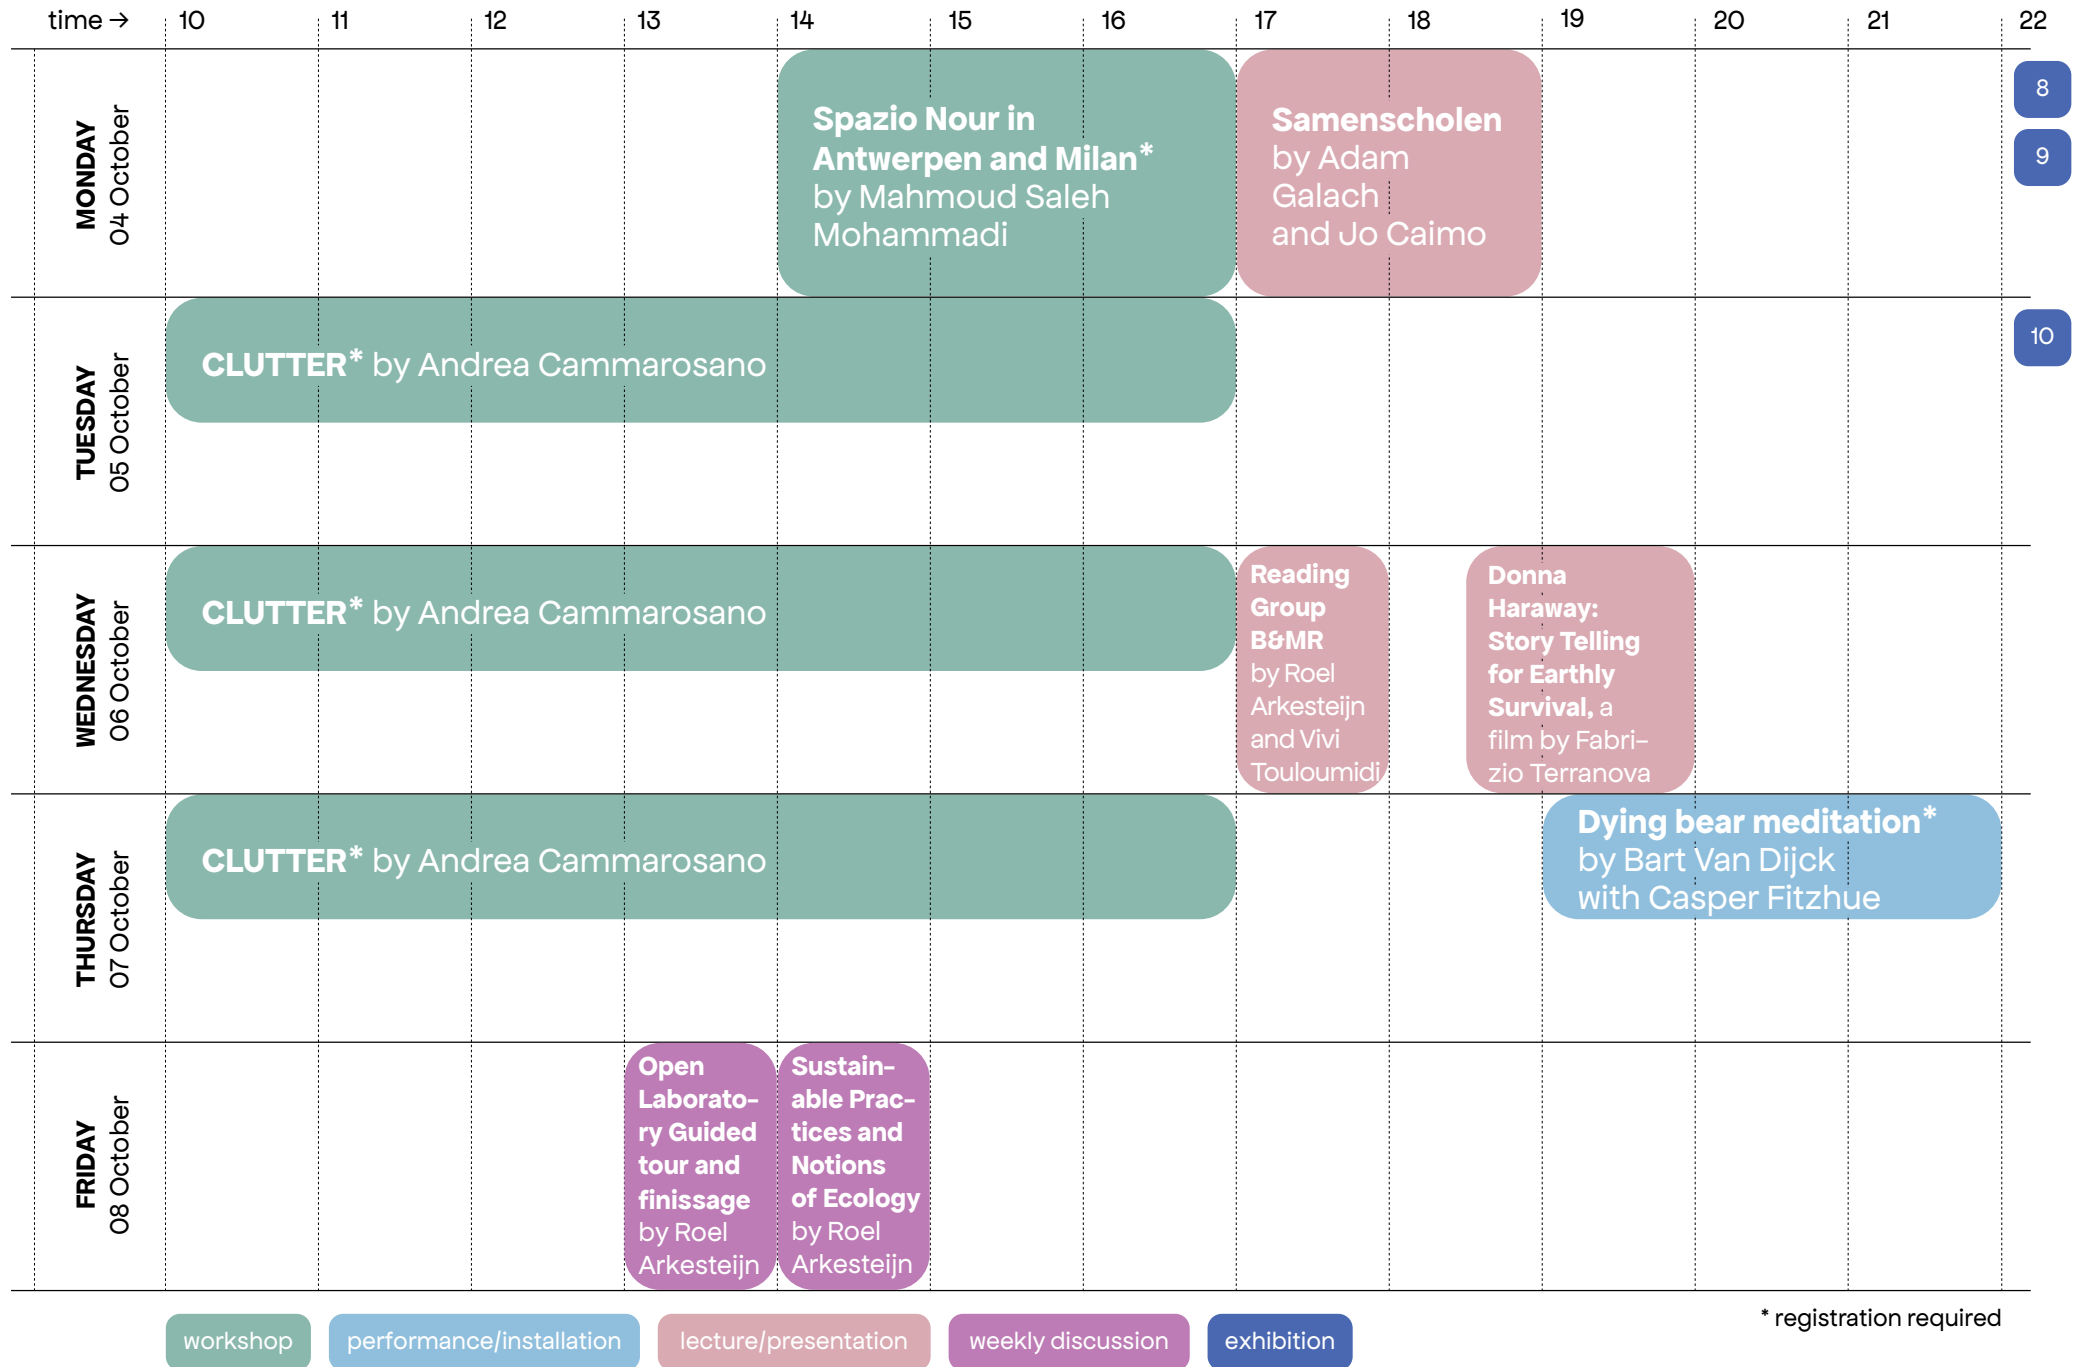 time → 10 11 12 13 14 15 16 17 18 19 20 21 22
MONDAY
04 October
Spazio Nour in
Antwerpen and Milan*
by Mahmoud Saleh
Mohammadi
Samenscholen
by Adam
Galach
and Jo Caimo
8
9
TUESDAY
05 October
CLUTTER* by Andrea Cammarosano
10
WEDNESDAY
06 October
CLUTTER* by Andrea Cammarosano
Reading
Group
B&MR
by Roel
Arkesteijn
and Vivi
Touloumidi
Donna
Haraway:
Story Telling
for Earthly
Survival, a
film by Fabri-
zio Terranova
THURSDAY
07 October
CLUTTER* by Andrea Cammarosano
Dying bear meditation*
by Bart Van Dijck
with Casper Fitzhue
FRIDAY
08 October
Open
Laborato-
ry Guided
tour and
finissage
by Roel
Arkesteijn
Sustain-
able Prac-
tices and
Notions
of Ecology
by Roel
Arkesteijn
* registration required
workshop performance/installation lecture/presentation weekly discussion exhibition